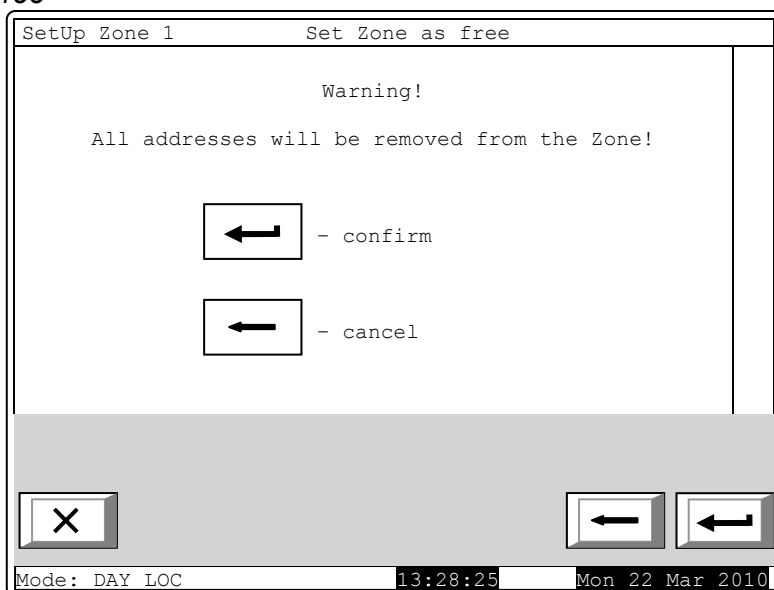 SetUp Zone 1 Set Zone as free
Warning!
All addresses will be removed from the Zone!
- confirm
- cancel
Mode: DAY LOC 13:28:25 Mon 22 Mar 2010